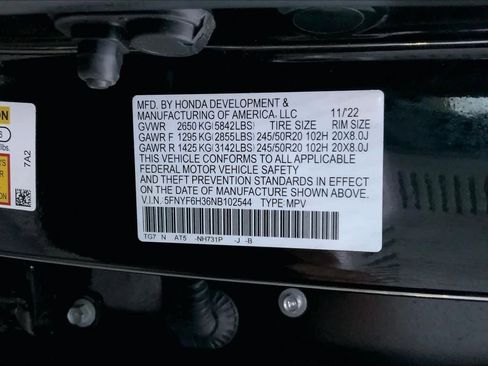 MFD. BY HONDA DEVELOPMENT &
MANUFACTURING OF AMERICA, LLC 11/'22
GVWR 2650 KG (5842LBS) TIRE SIZE RIM SIZE
GAWR F 1295 KG (2855LBS) 245/50R20 102H 20X8.0J
GAWR R 1425 KG (3142LBS) 245/50R20 102H 20X8.0J
THIS VEHICLE CONFORMS TO ALL APPLICABLE
FEDERAL MOTOR VEHICLE SAFETY
AND THEFT PREVENTION STANDARDS IN EFFECT
ON THE DATE OF MANUFACTURE SHOWN ABOVE.
V.I.N.: 5FNYF6H36NB102544 TYPE MPV
TG7 N AT5 -NH731P -J -B
ON
lbs.
7A2